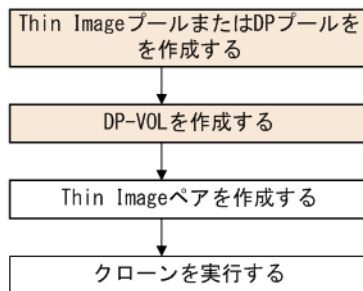 Thin ImageプールまたはDPプールを
を作成する
DP-VOLを作成する
Thin Imageペアを作成する
クローンを実行する